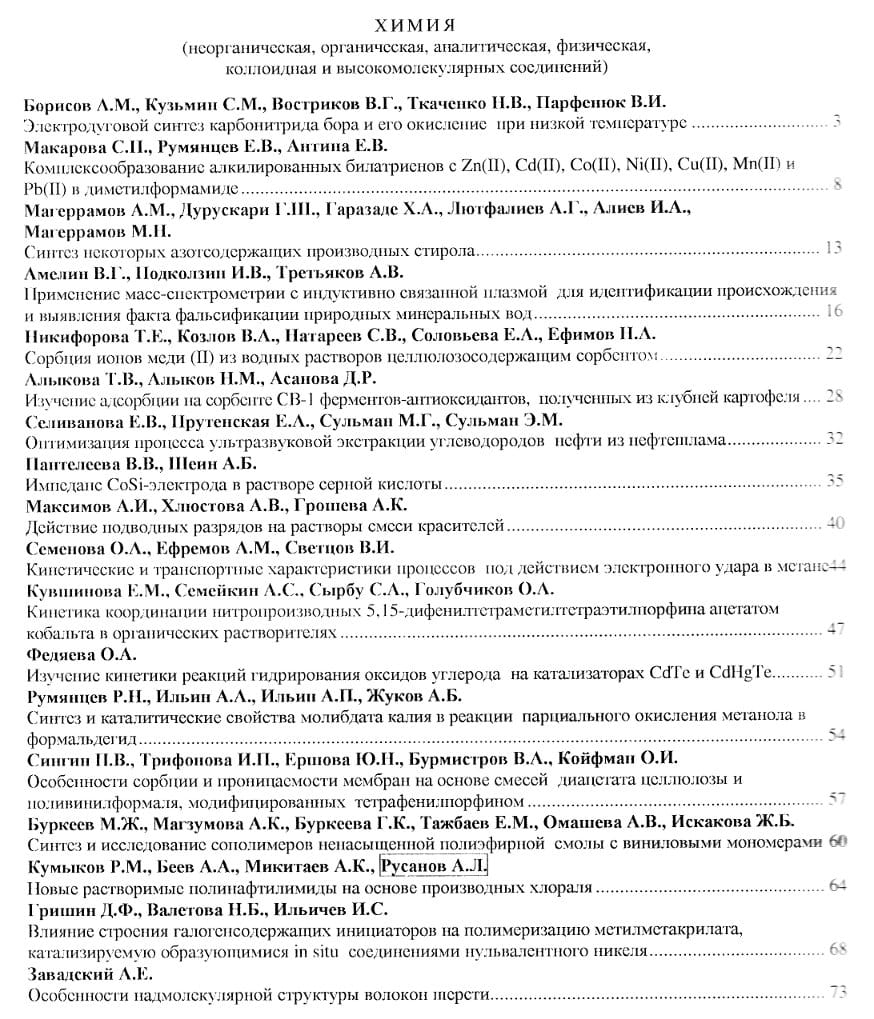 ХИМИЯ
(неорганическая, органическая, аналитическая, физическая,
коллоидная и высокомолекулярных соединений)
Борисов А.М., Кузьмин С.М., Востриков В.Г., Ткаченко Н.В., Парфенюк В.И.
Электродуговой синтез карбонитрида бора и его окисление при низкой температуре 3
Макарова С.П., Румянцев Е.В., Антина Е.В.
Комплексообразование алкилированных билатриенов с Zn(II), Cd(II), Co(II), Ni(II), Cu(II), Mn(II) и
Pb(II) в диметилформамиде 8
Магеррамов А.М., Дурускари Г.Ш., Гаразаде Х.А., Лютфалиев А.Г., Алиев И.А.,
Магеррамов М.Н.
Синтез некоторых азотсодержащих производных стирола 13
Амелин В.Г., Подколзин И.В., Третьяков А.В.
Применение масс-спектрометрии с индуктивно связанной плазмой для идентификации происхождения
и выявления факта фальсификации природных минеральных вод 16
Никифорова Т.Е., Козлов В.А., Натареев С.В., Соловьева Е.А., Ефимов Н.А.
Сорбция ионов меди (II) из водных растворов целлюлозосодержащим сорбентом 22
Алыкова Т.В., Алыков Н.М., Асанова Д.Р.
Изучение адсорбции на сорбенте СВ-1 ферментов-антиоксидантов, полученных из клубней картофеля .... 28
Селиванова Е.В., Прутенская Е.А., Сульман М.Г., Сульман Э.М.
Оптимизация процесса ультразвуковой экстракции углеводородов нефти из нефтешлама 32
Пантелеева В.В., Шеин А.Б.
Импеданс CoSi-электрода в растворе серной кислоты 35
Максимов А.И., Хлюстова А.В., Грошева А.К.
Действие подводных разрядов на растворы смеси красителей 40
Семенова О.А., Ефремов А.М., Светцов В.И.
Кинетические и транспортные характеристики процессов под действием электронного удара в метане 44
Кувшинова Е.М., Семейкин А.С., Сырбу С.А., Голубчиков О.А.
Кинетика координации нитропроизводных 5,15-дифенилтетраметилтетраэтилпорфина ацетатом
кобальта в органических растворителях 47
Федяева О.А.
Изучение кинетики реакций гидрирования оксидов углерода на катализаторах CdTe и CdHgTe 51
Румянцев Р.Н., Ильин А.А., Ильин А.П., Жуков А.Б.
Синтез и каталитические свойства молибдата калия в реакции парциального окисления метанола в
формальдегид 54
Сингин П.В., Трифонова И.П., Ершова Ю.Н., Бурмистров В.А., Койфман О.И.
Особенности сорбции и проницаемости мембран на основе смесей диацетата целлюлозы и
поливинилформаля, модифицированных тетрафенилпорфином 57
Буркеев М.Ж., Магзумова А.К., Буркеева Г.К., Тажбаев Е.М., Омашева А.В., Искакова Ж.Б.
Синтез и исследование сополимеров ненасыщенной полиэфирной смолы с виниловыми мономерами 60
Кумыков Р.М., Беев А.А., Микитаев А.К., Русанов А.Л.
Новые растворимые полинафтилимиды на основе производных хлораля 64
Гришин Д.Ф., Валетова Н.Б., Ильичев И.С.
Влияние строения галогенсодержащих инициаторов на полимеризацию метилметакрилата,
катализируемую образующимися in situ соединениями нульвалентного никеля 68
Завадский А.Е.
Особенности надмолекулярной структуры волокон шерсти 73